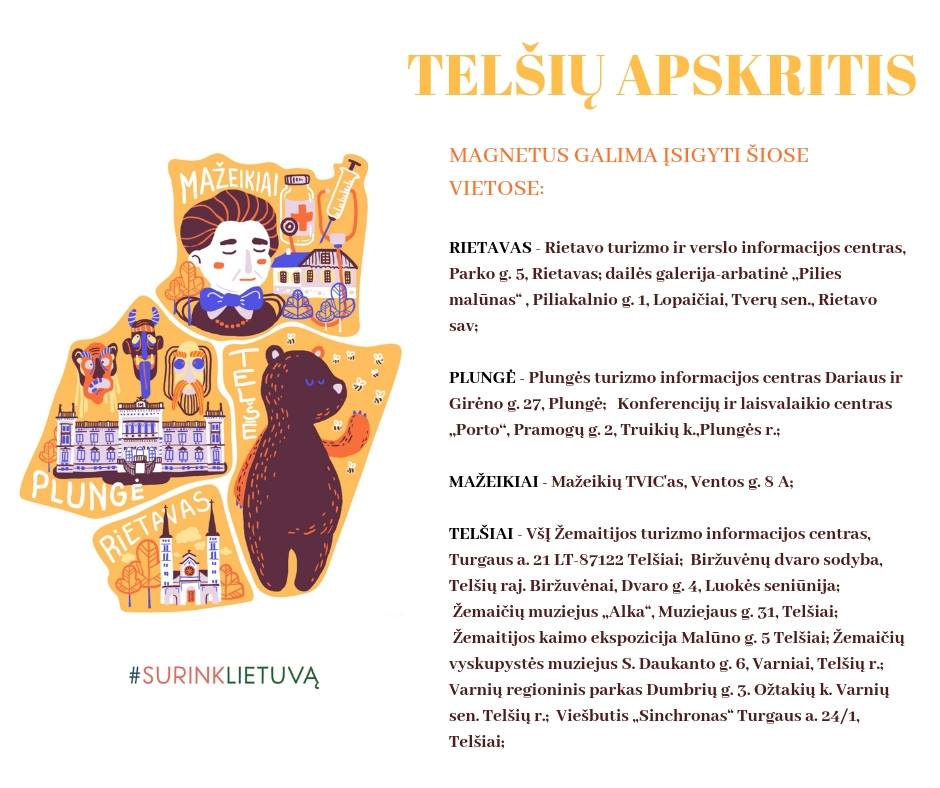 TELŠIŲ APSKRITIS
MAGNETUS GALIMA ĮSIGYTI ŠIOSE
VIETOSE:
RIETAVAS - Rietavo turizmo ir verslo informacijos centras,
Parko g. 5, Rietavas; dailės galerija-arbatinė „Pilies
malūnas“ , Piliakalnio g. 1, Lopaičiai, Tverų sen., Rietavo
sav;
PLUNGĖ - Plungės turizmo informacijos centras Dariaus ir
Girėno g. 27, Plungė; Konferencijų ir laisvalaikio centras
„Porto“, Pramogų g. 2, Truikių k.,Plungės r.;
MAŽEIKIAI - Mažeikių TVIC'as, Ventos g. 8 A;
TELŠIAI - VšĮ Žemaitijos turizmo informacijos centras,
Turgaus a. 21 LT-87122 Telšiai; Biržuvėnų dvaro sodyba,
Telšių raj. Biržuvėnai, Dvaro g. 4, Luokės seniūnija;
Žemaičių muziejus „Alka“, Muziejaus g. 31, Telšiai;
Žemaitijos kaimo ekspozicija Malūno g. 5 Telšiai; Žemaičių
vyskupystės muziejus S. Daukanto g. 6, Varniai, Telšių r.;
Varnių regioninis parkas Dumbrių g. 3. Ožtakių k. Varnių
sen. Telšių r.; Viešbutis „Sinchronas“ Turgaus a. 24/1,
Telšiai;
MAŽEIKIAI
TELŠIAI
PLUNGĖ
RIETAVAS
#SURINKLIETUVĄ